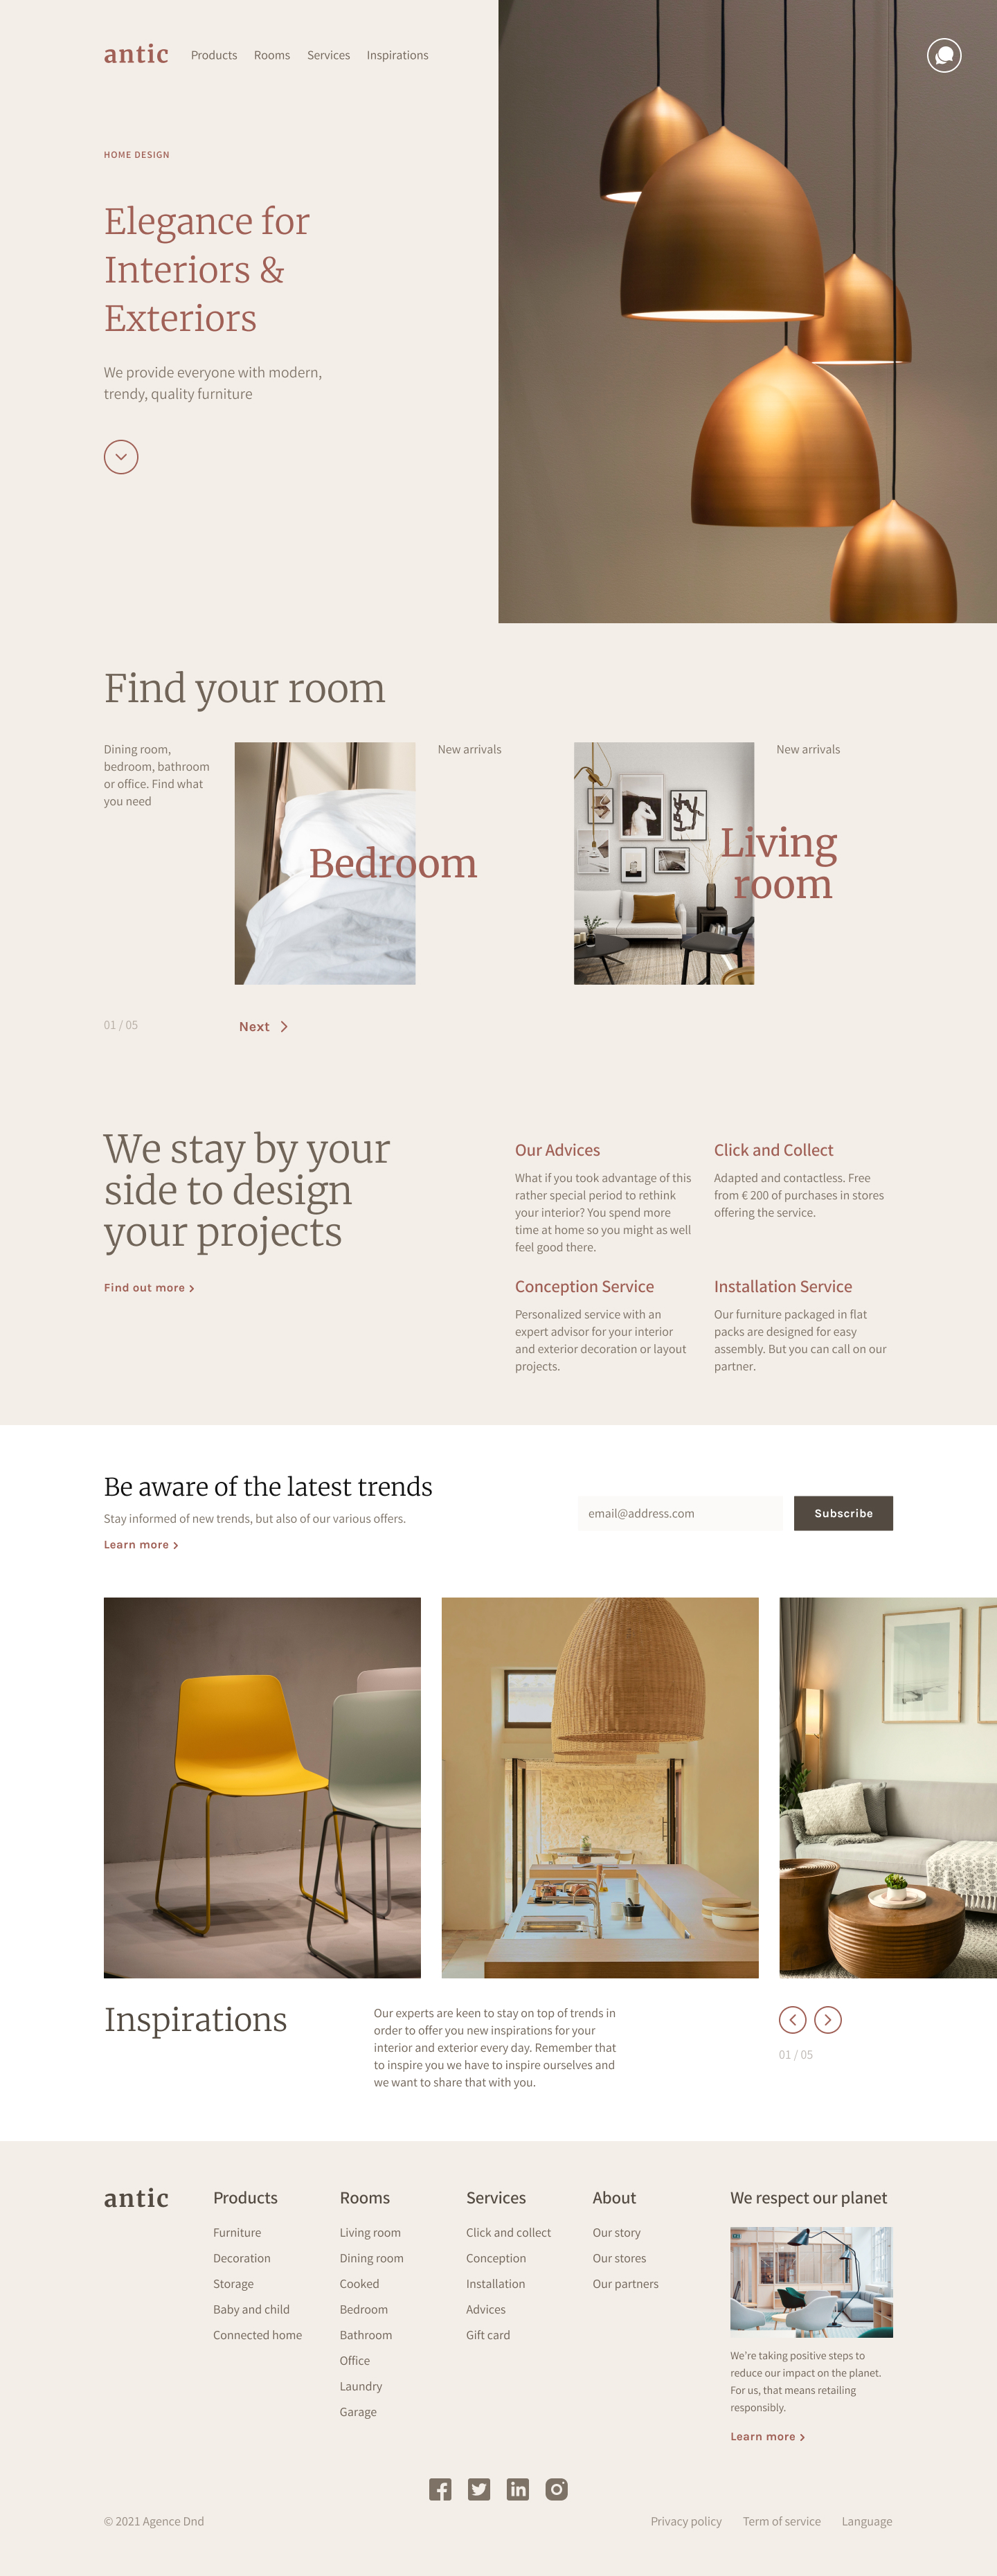 antic
Products
Rooms
Services
Inspirations
HOME DESIGN
Elegance for
Interiors &
Exteriors
We provide everyone with modern,
trendy, quality furniture
Find your room
Dining room,
bedroom, bathroom
or office. Find what
you need
Bedroom
New arrivals
Living
room
New arrivals
01 / 05
Next
We stay by your
side to design
your projects
Find out more
Our Advices
What if you took advantage of this
rather special period to rethink
your interior? You spend more
time at home so you might as well
feel good there.
Click and Collect
Adapted and contactless. Free
from € 200 of purchases in stores
offering the service.
Conception Service
Personalized service with an
expert advisor for your interior
and exterior decoration or layout
projects.
Installation Service
Our furniture packaged in flat
packs are designed for easy
assembly. But you can call on our
partner.
Be aware of the latest trends
Stay informed of new trends, but also of our various offers.
Learn more
email@address.com
Subscribe
Inspirations
Our experts are keen to stay on top of trends in
order to offer you new inspirations for your
interior and exterior every day. Remember that
to inspire you we have to inspire ourselves and
we want to share that with you.
01 / 05
antic
Products
Furniture
Decoration
Storage
Baby and child
Connected home
Rooms
Living room
Dining room
Cooked
Bedroom
Bathroom
Office
Laundry
Garage
Services
Click and collect
Conception
Installation
Advices
Gift card
About
Our story
Our stores
Our partners
We respect our planet
We're taking positive steps to
reduce our impact on the planet.
For us, that means retailing
responsibly.
Learn more
© 2021 Agence Dnd
Privacy policy
Term of service
Language